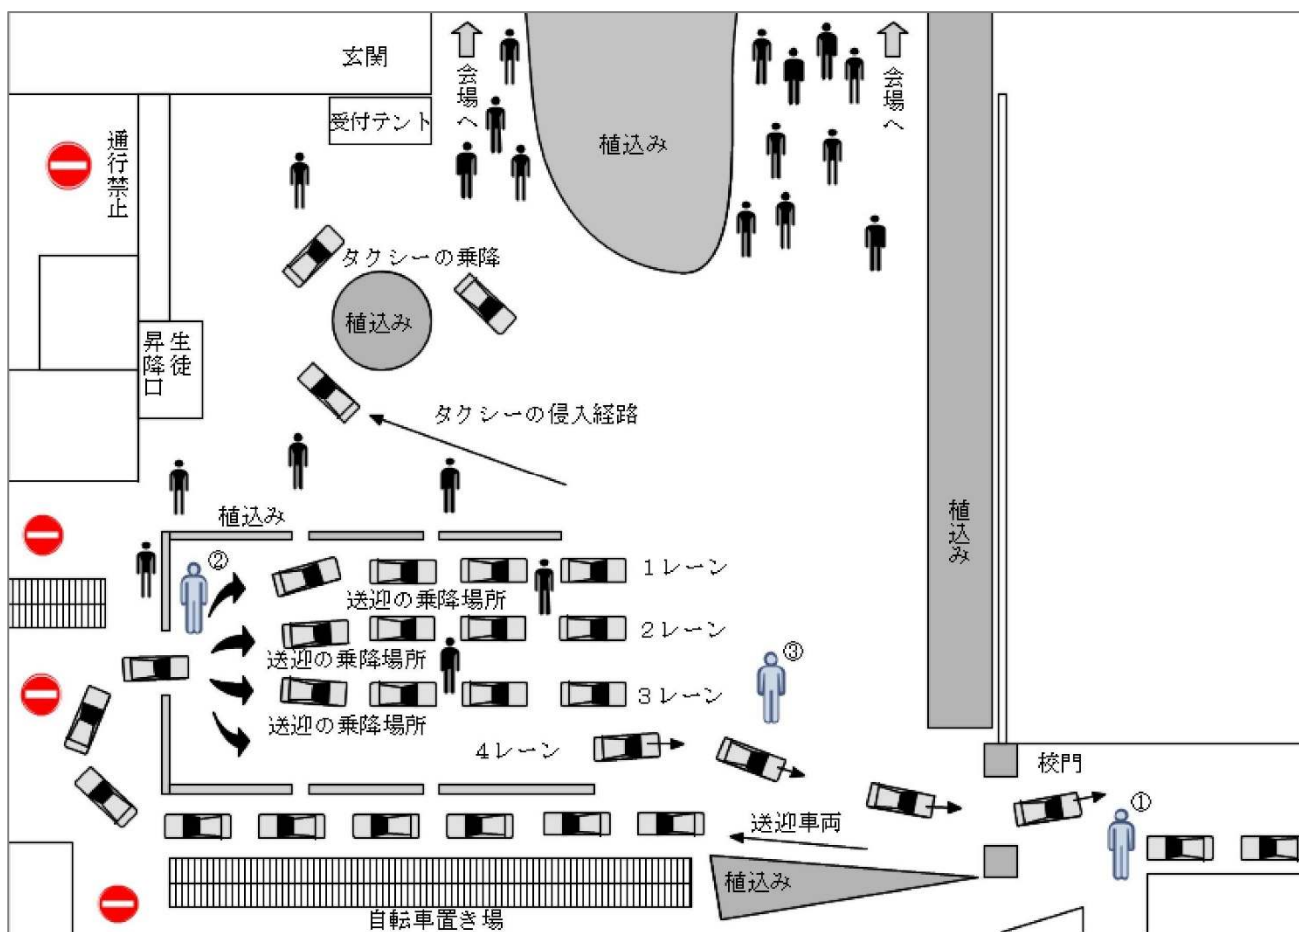 玄関
会場へ
会場へ
受付テント
植込み
通行禁止
タクシーの乗降
植込み
生徒
昇降口
タクシーの侵入経路
植込み
植込み
②
1レーン
送迎の乗降場所
2レーン
送迎の乗降場所
③
3レーン
送迎の乗降場所
4レーン
校門
①
送迎車両
植込み
自転車置き場